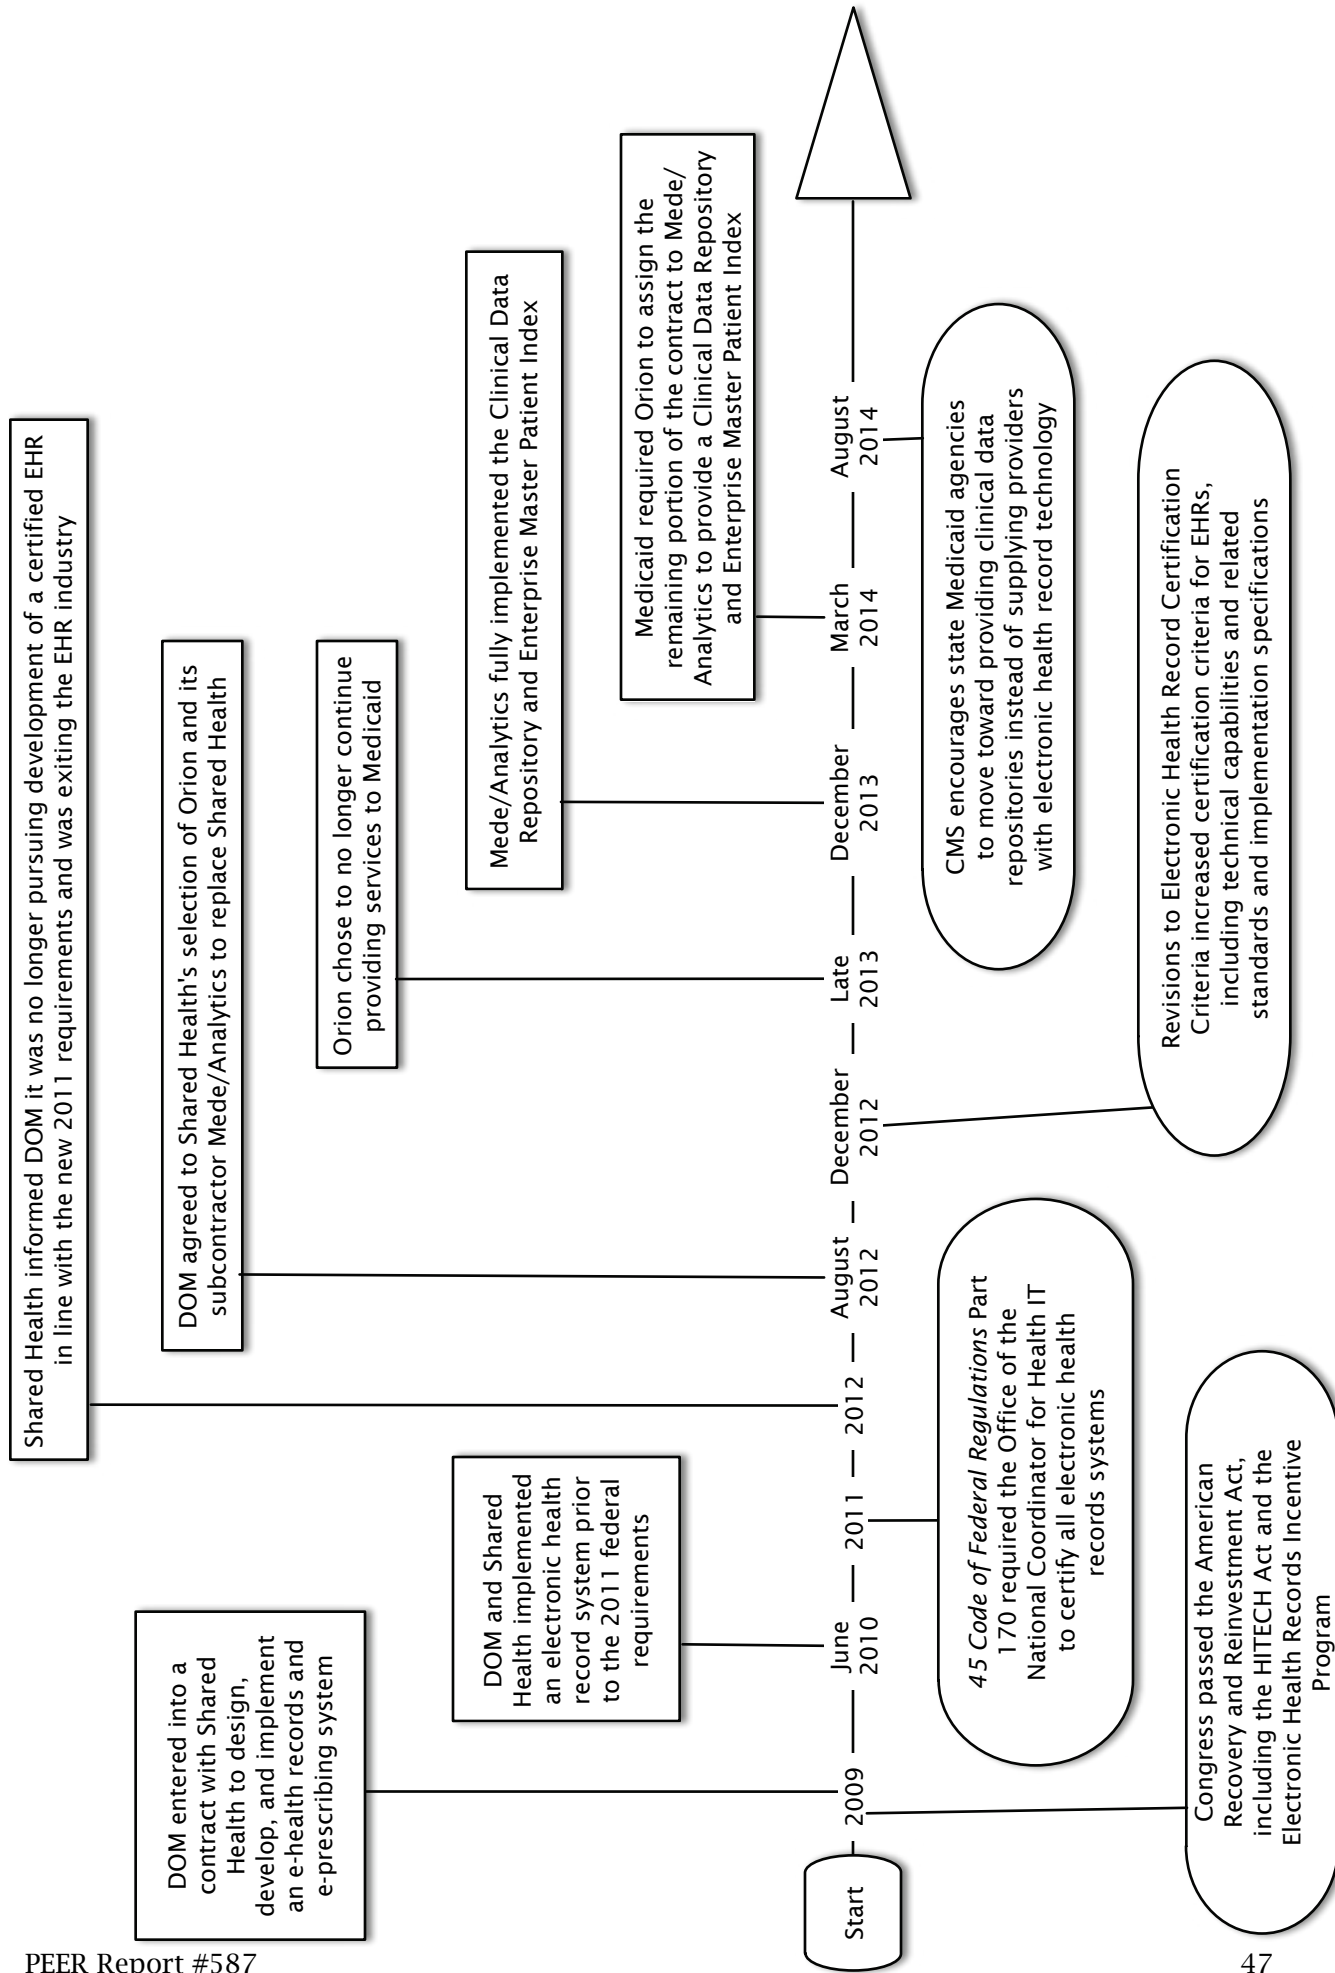 Shared Health informed DOM it was no longer pursuing development of a certified EHR
in line with the new 2011 requirements and was exiting the EHR industry
DOM agreed to Shared Health's selection of Orion and its
subcontractor Mede/Analytics to replace Shared Health
DOM entered into a
contract with Shared
Health to design,
develop, and implement
an e-health records and
e-prescribing system
Orion chose to no longer continue
providing services to Medicaid
DOM and Shared
Health implemented
an electronic health
record system prior
to the 2011 federal
requirements
Mede/Analytics fully implemented the Clinical Data
Repository and Enterprise Master Patient Index
Medicaid required Orion to assign the
remaining portion of the contract to Mede/
Analytics to provide a Clinical Data Repository
and Enterprise Master Patient Index
Start
2009
June
2010
2011
2012
August
2012
December
2012
Late
2013
December
2013
March
2014
August
2014
45 Code of Federal Regulations Part
170 required the Office of the
National Coordinator for Health IT
to certify all electronic health
records systems
CMS encourages state Medicaid agencies
to move toward providing clinical data
repositories instead of supplying providers
with electronic health record technology
Congress passed the American
Recovery and Reinvestment Act,
including the HITECH Act and the
Electronic Health Records Incentive
Program
Revisions to Electronic Health Record Certification
Criteria increased certification criteria for EHRs,
including technical capabilities and related
standards and implementation specifications
PEER Report #587
47